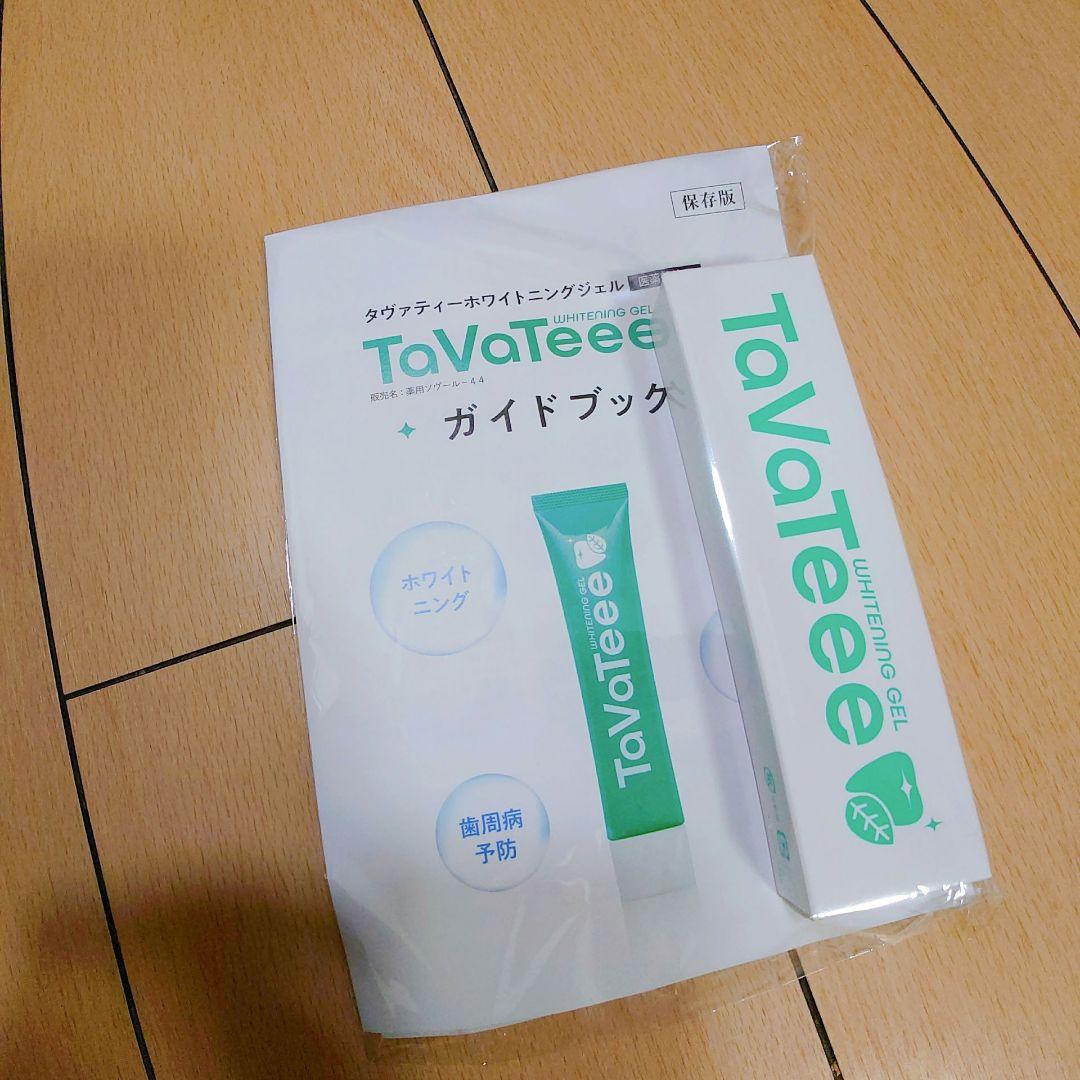 保存版
タヴァティーホワイトニングジェル 医薬
WHITENING GEL
TaVaTeee
販売名：薬用ソヴール-44
ガイドブック
ホワイト
ニング
歯周病
予防
TaVaTeee
WHITENING GEL
TaVaTeee
WHITENING GEL